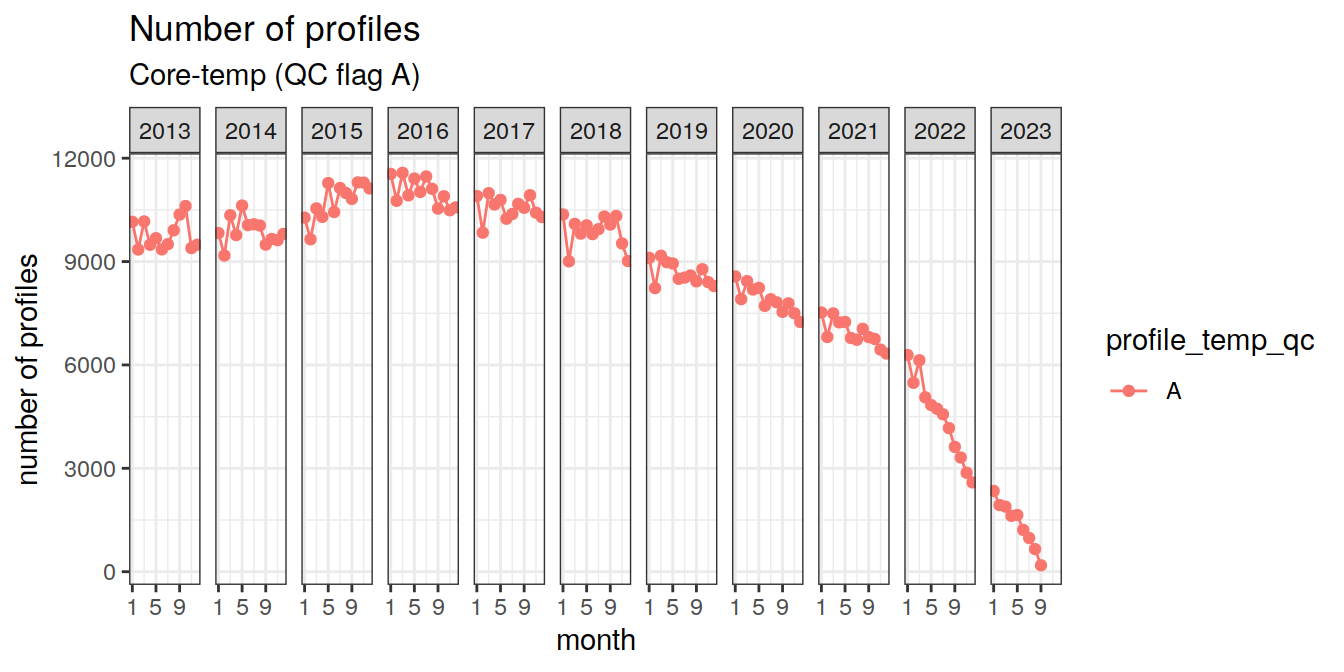 Number of profiles
Core-temp (QC flag A)
2013 2014 2015 2016 2017 2018 2019 2020 2021 2022 2023
12000
9000
6000
3000
0
number of profiles
1 5 9 1 5 9 1 5 9 1 5 9 1 5 9 1 5 9 1 5 9 1 5 9 1 5 9 1 5 9 1 5 9
month
profile_temp_qc
A